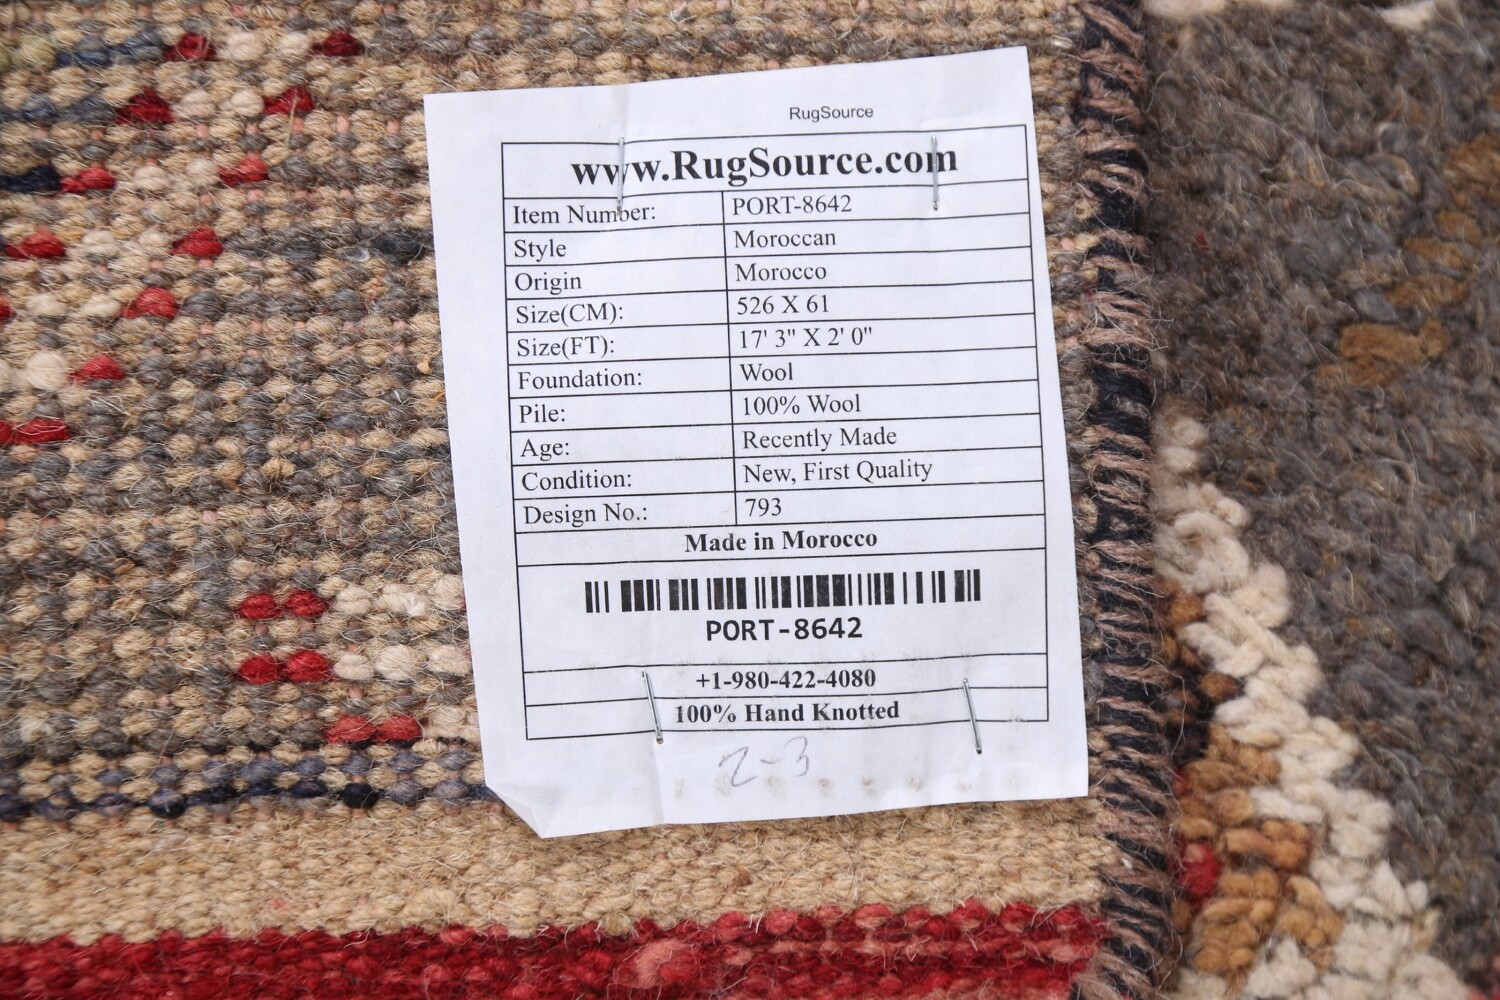 RugSource
www.RugSource.com
Item Number: PORT-8642
Style Moroccan
Origin Morocco
Size(CM): 526 X 61
Size(FT): 17' 3" X 2' 0"
Foundation: Wool
Pile: 100% Wool
Age: Recently Made
Condition: New, First Quality
Design No.: 793
Made in Morocco
PORT-8642
+1-980-422-4080
100% Hand Knotted
2-3